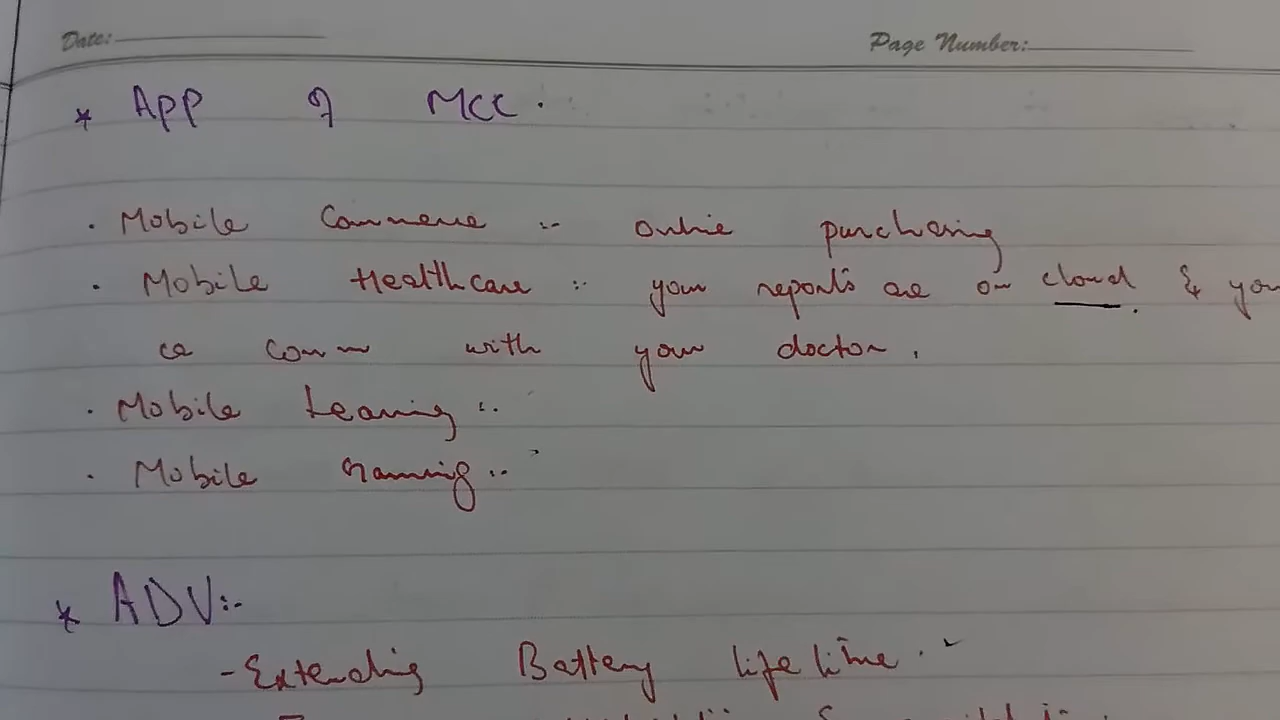 Date:
Page Number:
* APP of MCC.
. Mobile Commerce :- online purchasing
. Mobile Healthcare :- your reports are on cloud. & you
ca comm with your doctor.
. Mobile Learning :-
. Mobile Gaming :-
* ADV:-
- Extending Battery lifetime.